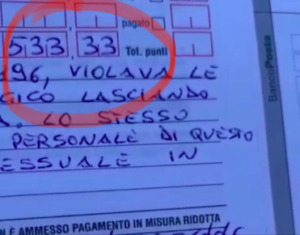 pagato
533,33 Tot. punti
196, VIOLAVA LE
GICO LASCIANDO
LO STESSO
PERSONALE DI QUESTO
ESSUALE IN
È AMMESSO PAGAMENTO IN MISURA RIDOTTA
BancoPosta